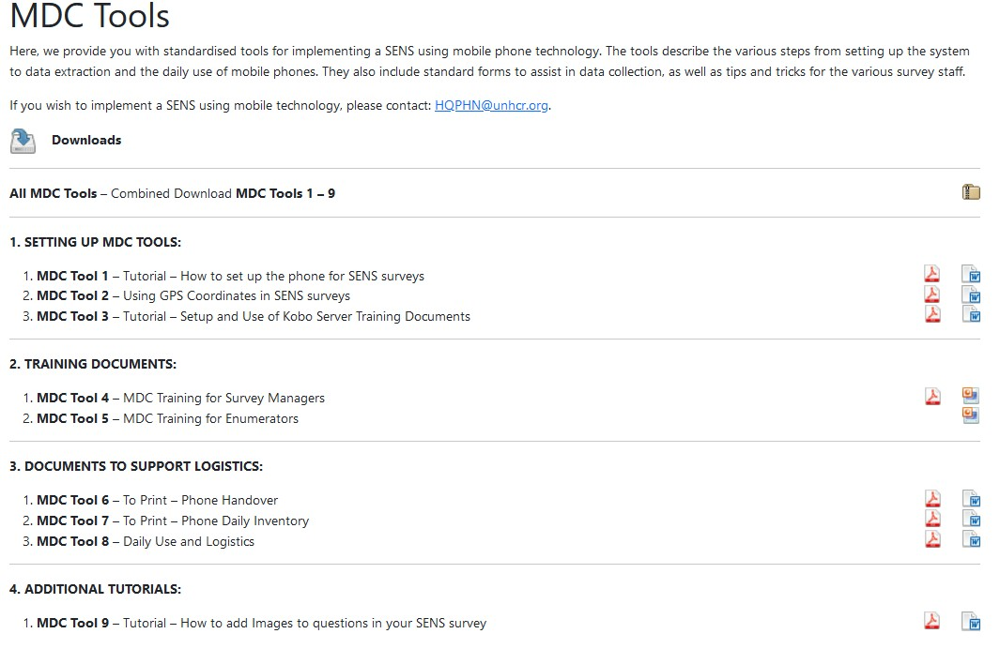 MDC Tools
Here, we provide you with standardised tools for implementing a SENS using mobile phone technology. The tools describe the various steps from setting up the system
to data extraction and the daily use of mobile phones. They also include standard forms to assist in data collection, as well as tips and tricks for the various survey staff.
If you wish to implement a SENS using mobile technology, please contact: HQPHN@unhcr.org.
Downloads
All MDC Tools – Combined Download MDC Tools 1 – 9
1. SETTING UP MDC TOOLS:
1. MDC Tool 1 – Tutorial – How to set up the phone for SENS surveys
2. MDC Tool 2 – Using GPS Coordinates in SENS surveys
3. MDC Tool 3 – Tutorial – Setup and Use of Kobo Server Training Documents
2. TRAINING DOCUMENTS:
1. MDC Tool 4 – MDC Training for Survey Managers
2. MDC Tool 5 – MDC Training for Enumerators
3. DOCUMENTS TO SUPPORT LOGISTICS:
1. MDC Tool 6 – To Print – Phone Handover
2. MDC Tool 7 – To Print – Phone Daily Inventory
3. MDC Tool 8 – Daily Use and Logistics
4. ADDITIONAL TUTORIALS:
1. MDC Tool 9 – Tutorial – How to add Images to questions in your SENS survey